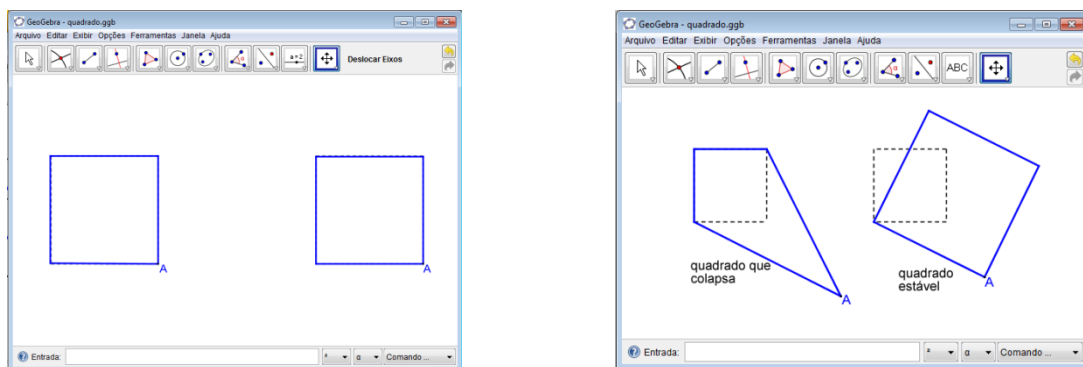 GeoGebra - quadrado.ggb
Arquivo Editar Exibir Opções Ferramentas Janela Ajuda
a=2
Deslocar Eixos
A
A
Entrada:
α
Comando ...
GeoGebra - quadrado.ggb
Arquivo Editar Exibir Opções Ferramentas Janela Ajuda
ABC
quadrado que
colapsa
A
quadrado
estável
A
Entrada:
α
Comando ...